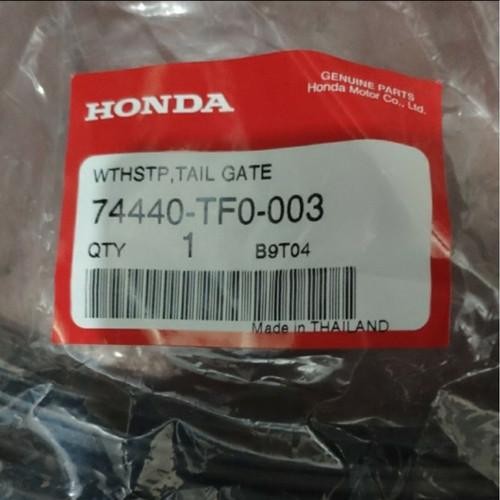 HONDA
GENUINE PARTS
Honda Motor Co., Ltd.
WTHSTP,TAIL GATE
74440-TF0-003
QTY 1 B9T04
Made in THAILAND